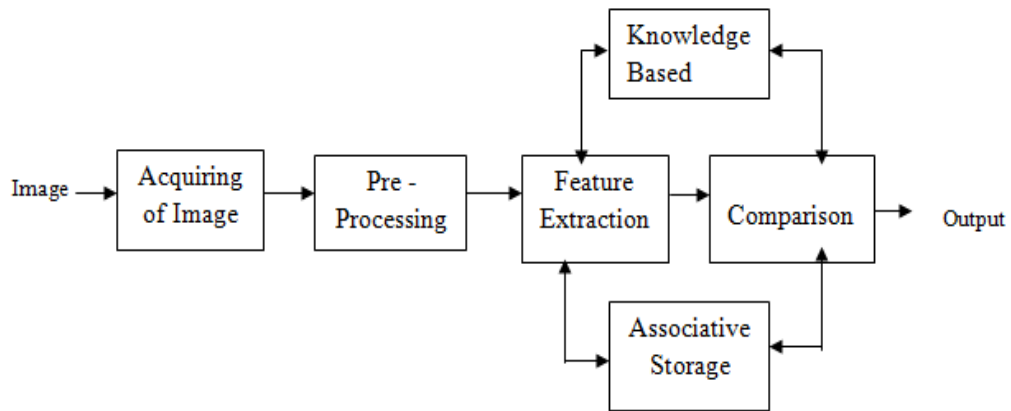 Knowledge
Based
Image
Acquiring
of Image
Pre -
Processing
Feature
Extraction
Comparison
Output
Associative
Storage